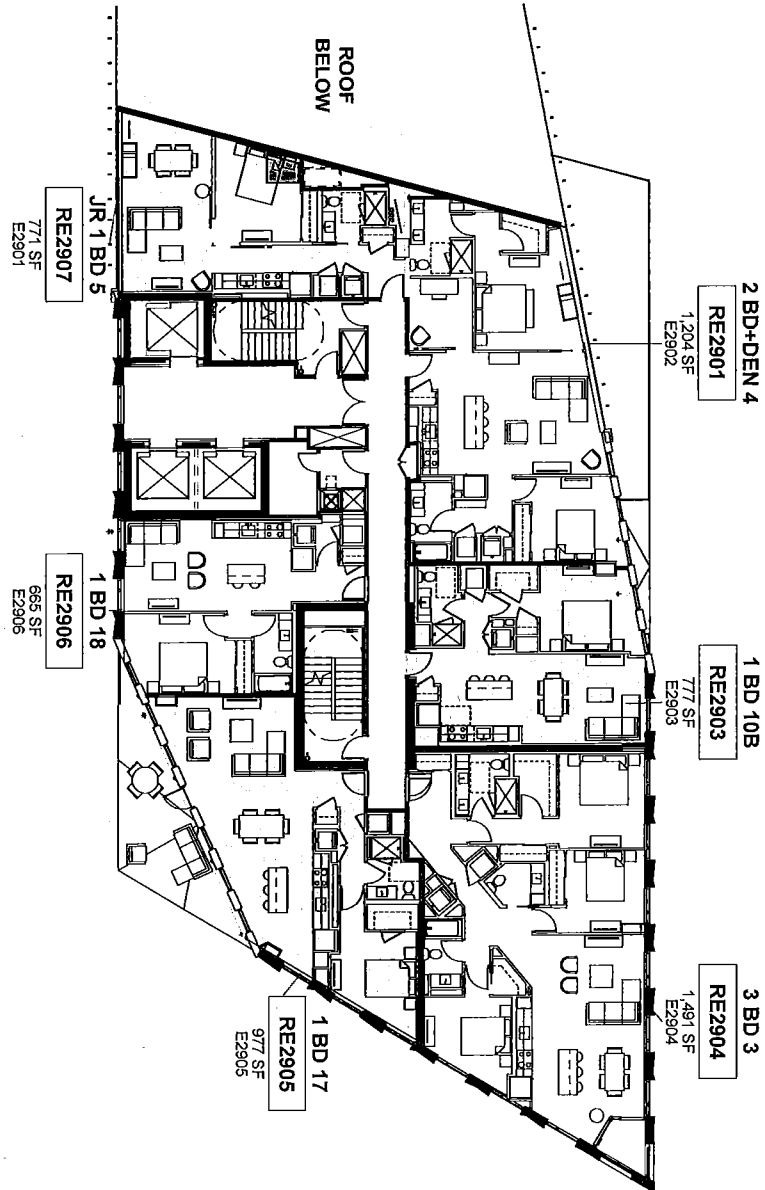 ROOF
BELOW
2 BD+DEN 4
RE2901
1,204 SF
E2902
1 BD 10B
RE2903
777 SF
E2903
3 BD 3
RE2904
1,491 SF
E2904
JR 1 BD 5
RE2907
771 SF
E2901
1 BD 18
RE2906
665 SF
E2906
1 BD 17
RE2905
977 SF
E2905